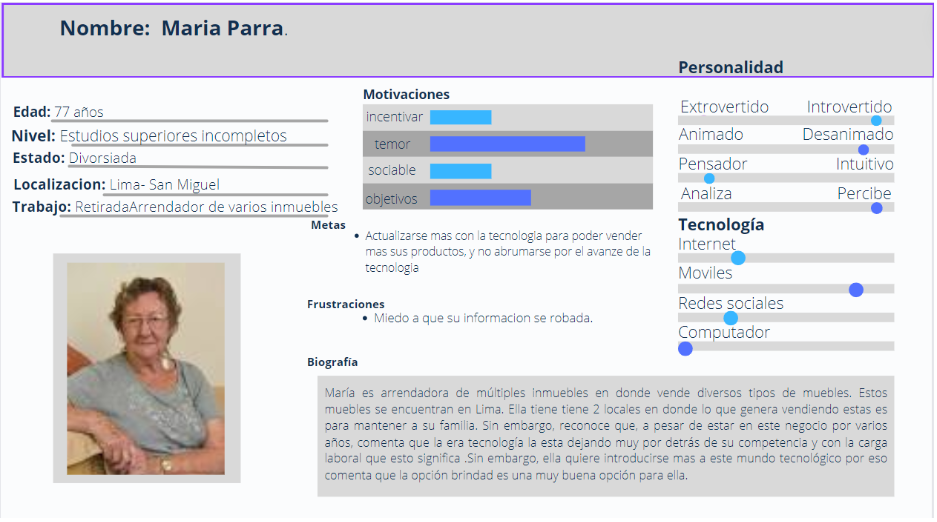 Nombre: Maria Parra.
Edad: 77 años
Nivel: Estudios superiores incompletos
Estado: Divorsiada
Localizacion: Lima- San Miguel
Trabajo: RetiradaArrendador de varios inmuebles
Motivaciones
incentivar
temor
sociable
objetivos
Metas
• Actualizarse mas con la tecnologia para poder vender
mas sus productos, y no abrumarse por el avanze de la
tecnologia
Frustraciones
• Miedo a que su informacion se robada.
Biografía
María es arrendadora de múltiples inmuebles en donde vende diversos tipos de muebles. Estos
muebles se encuentran en Lima. Ella tiene tiene 2 locales en donde lo que genera vendiendo estas es
para mantener a su familia. Sin embargo, reconoce que, a pesar de estar en este negocio por varios
años, comenta que la era tecnología la esta dejando muy por detrás de su competencia y con la carga
laboral que esto significa .Sin embargo, ella quiere introducirse mas a este mundo tecnológico por eso
comenta que la opción brindad es una muy buena opción para ella.
Personalidad
Extrovertido Introvertido
Animado Desanimado
Pensador Intuitivo
Analiza Percibe
Tecnología
Internet
Moviles
Redes sociales
Computador